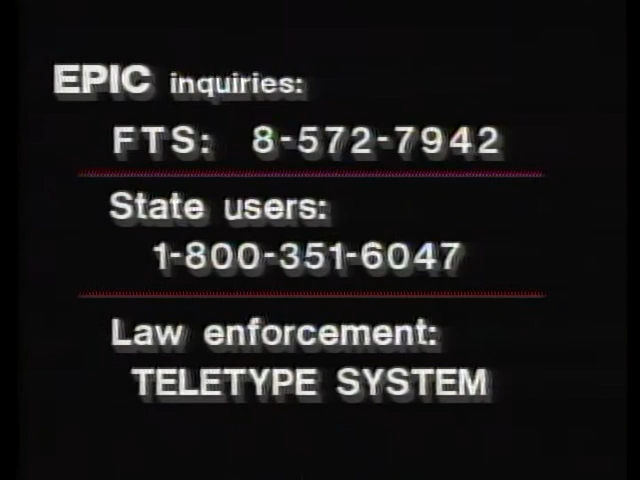 EPIC inquiries:
FTS: 8-572-7942
State users:
1-800-351-6047
Law enforcement:
TELETYPE SYSTEM